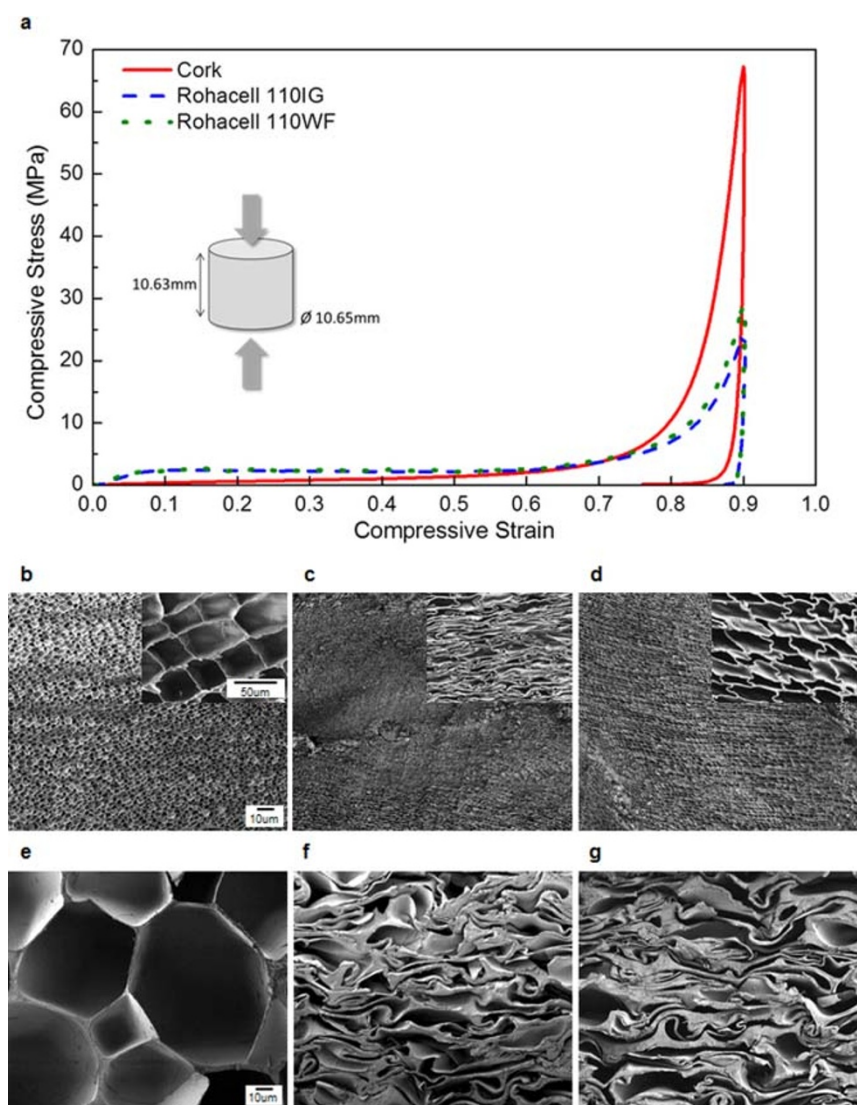 a
70
60
50
40
30
20
10
0
Compressive Stress (MPa)
Cork
Rohacell 110IG
Rohacell 110WF
10.63mm
Ø 10.65mm
0.0 0.1 0.2 0.3 0.4 0.5 0.6 0.7 0.8 0.9 1.0
Compressive Strain
b c d
50um
10um
e f g
10um